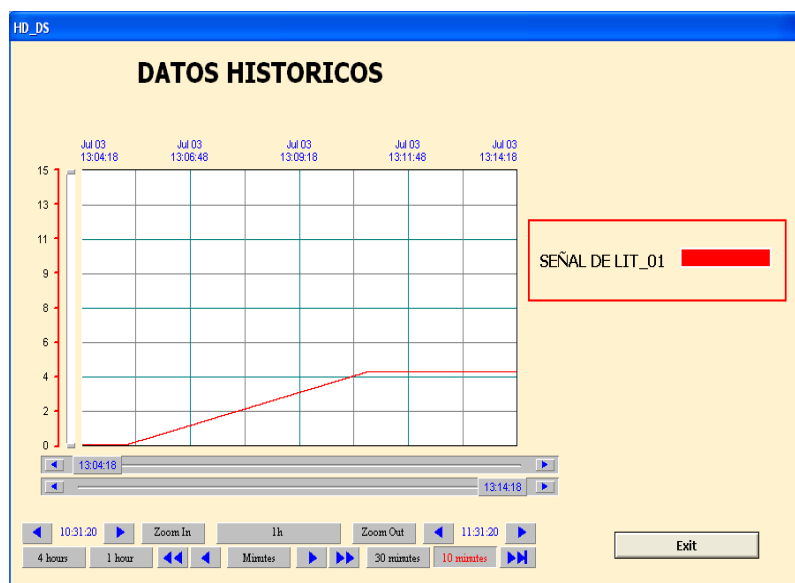 HD_DS
DATOS HISTORICOS
Jul 03 Jul 03 Jul 03 Jul 03 Jul 03
13:04:18 13:06:48 13:09:18 13:11:48 13:14:18
15
13
11
9
8
6
4
2
0
SEÑAL DE LIT_01
13:04:18
13:14:18
10:31:20 Zoom In 1h Zoom Out 11:31:20
4 hours 1 hour Minutes 30 minutes 10 minutes
Exit